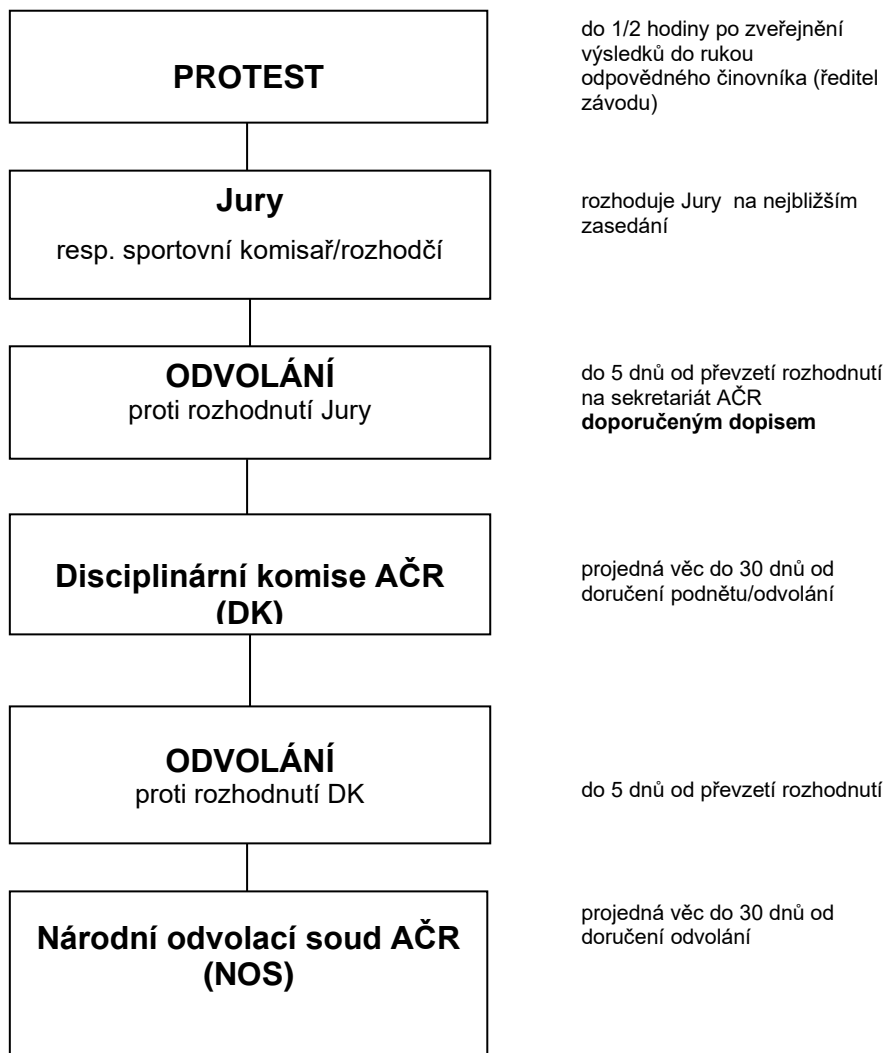 PROTEST
do 1/2 hodiny po zveřejnění
výsledků do rukou
odpovědného činovníka (ředitel
závodu)
Jury
resp. sportovní komisař/rozhodčí
rozhoduje Jury na nejbližším
zasedání
ODVOLÁNÍ
proti rozhodnutí Jury
do 5 dnů od převzetí rozhodnutí
na sekretariát AČR
doporučeným dopisem
Disciplinární komise AČR
(DK)
projedná věc do 30 dnů od
doručení podnětu/odvolání
ODVOLÁNÍ
proti rozhodnutí DK
do 5 dnů od převzetí rozhodnutí
Národní odvolací soud AČR
(NOS)
projedná věc do 30 dnů od
doručení odvolání